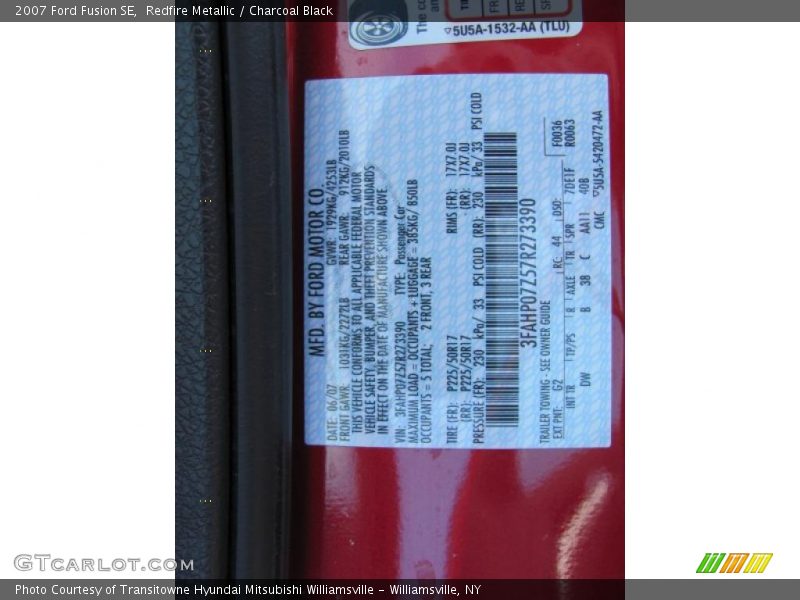 2007 Ford Fusion SE,  Redfire Metallic / Charcoal Black
5U5A-1532-AA (TLU)
MFD. BY FORD MOTOR CO.
DATE: 06/07 GVWR: 1929KG/4253LB
FRONT GAWR: 1031KG/2272LB REAR GAWR: 912KG/2010LB
THIS VEHICLE CONFORMS TO ALL APPLICABLE FEDERAL MOTOR
VEHICLE SAFETY, BUMPER, AND THEFT PREVENTION STANDARDS
IN EFFECT ON THE DATE OF MANUFACTURE SHOWN ABOVE.
VIN: 3FAHP07Z57R273390 TYPE: Passenger Car
MAXIMUM LOAD = OCCUPANTS + LUGGAGE = 385KG/ 850LB
OCCUPANTS = 5 TOTAL: 2 FRONT, 3 REAR
TIRE (FR): P225/50R17 RIMS (FR): 17X7.0J
(RR): P225/50R17 (RR): 17X7.0J
PRESSURE (FR): 230 kPa/ 33 PSI COLD (RR): 230 kPa/ 33 PSI COLD
3FAHP07Z57R273390
TRAILER TOWING - SEE OWNER GUIDE
F0036
R0063
EXT PNT: G2 RC: 44 DSO:
INT TR TP/PS R AXLE TR SPR 7DE1F
DW B 38 C AA11 40B
CMC 5U5A-5420472-AA
GTcarlot.com
Photo Courtesy of Transitowne Hyundai Mitsubishi Williamsville - Williamsville, NY